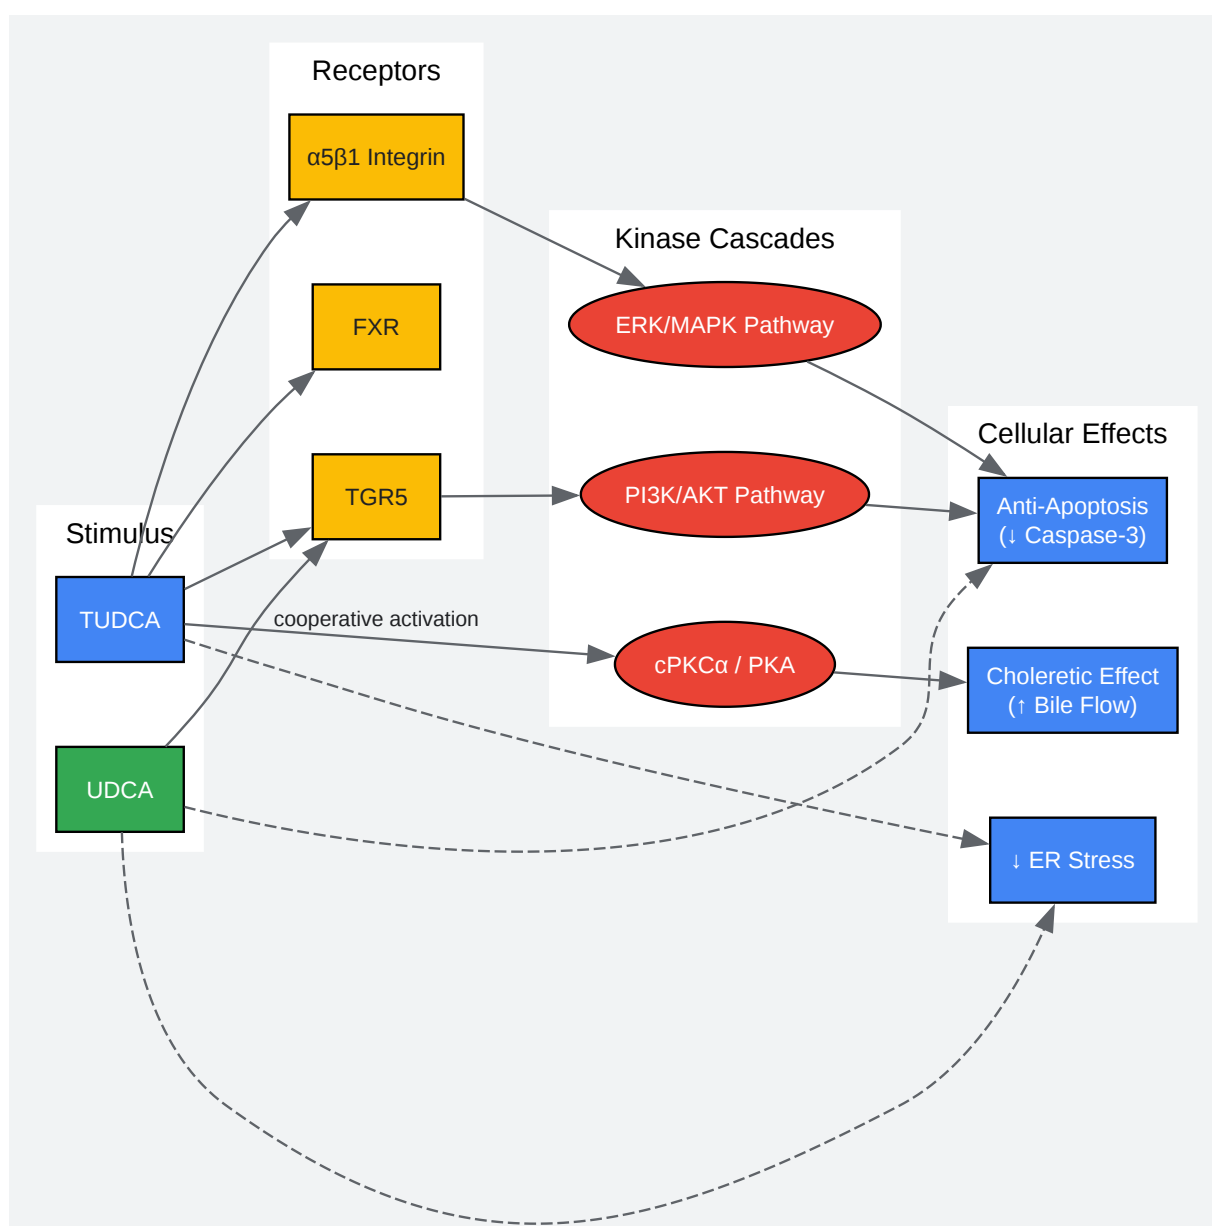 Receptors
α5β1 Integrin
FXR
TGR5
Kinase Cascades
ERK/MAPK Pathway
PI3K/AKT Pathway
cPKCα / PKA
Cellular Effects
Anti-Apoptosis
(↓ Caspase-3)
Choleretic Effect
(↑ Bile Flow)
↓ ER Stress
Stimulus
TUDCA
UDCA
cooperative activation